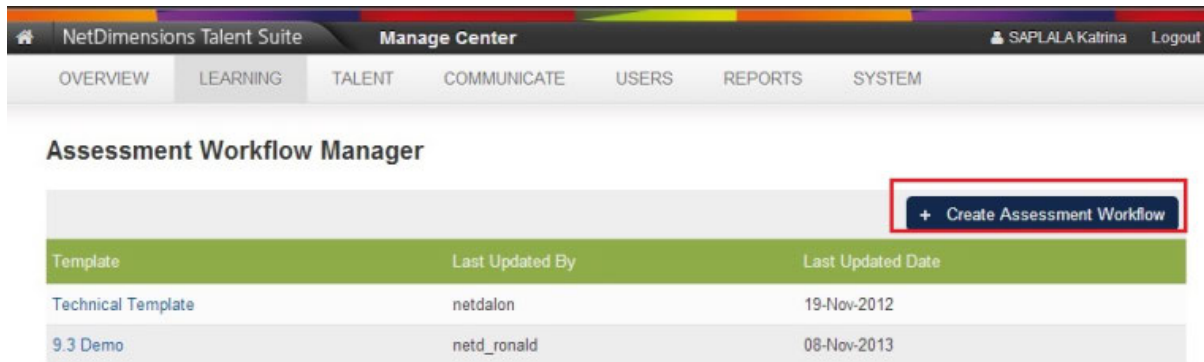 NetDimensions Talent Suite Manage Center SAPLALA Katrina Logout
OVERVIEW LEARNING TALENT COMMUNICATE USERS REPORTS SYSTEM
Assessment Workflow Manager
+ Create Assessment Workflow
Template Last Updated By Last Updated Date
Technical Template netdalon 19-Nov-2012
9.3 Demo netd_ronald 08-Nov-2013